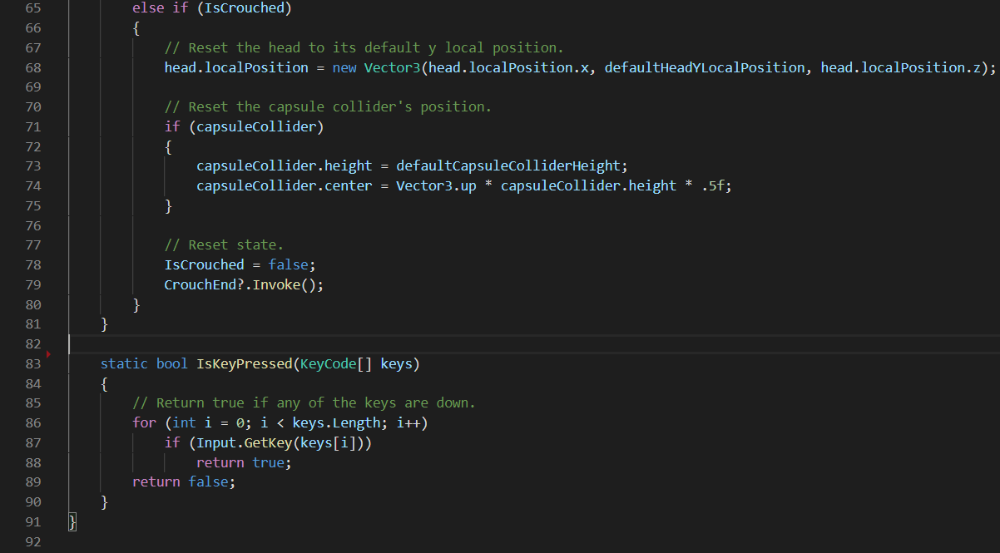 65 else if (IsCrouched)
66 {
67 // Reset the head to its default y local position.
68 head.localPosition = new Vector3(head.localPosition.x, defaultHeadYLocalPosition, head.localPosition.z);
69
70 // Reset the capsule collider's position.
71 if (capsuleCollider)
72 {
73 capsuleCollider.height = defaultCapsuleColliderHeight;
74 capsuleCollider.center = Vector3.up * capsuleCollider.height * .5f;
75 }
76
77 // Reset state.
78 IsCrouched = false;
79 CrouchEnd?.Invoke();
80 }
81 }
82
83 static bool IsKeyPressed(KeyCode[] keys)
84 {
85 // Return true if any of the keys are down.
86 for (int i = 0; i < keys.Length; i++)
87 if (Input.GetKey(keys[i]))
88 return true;
89 return false;
90 }
91 }
92